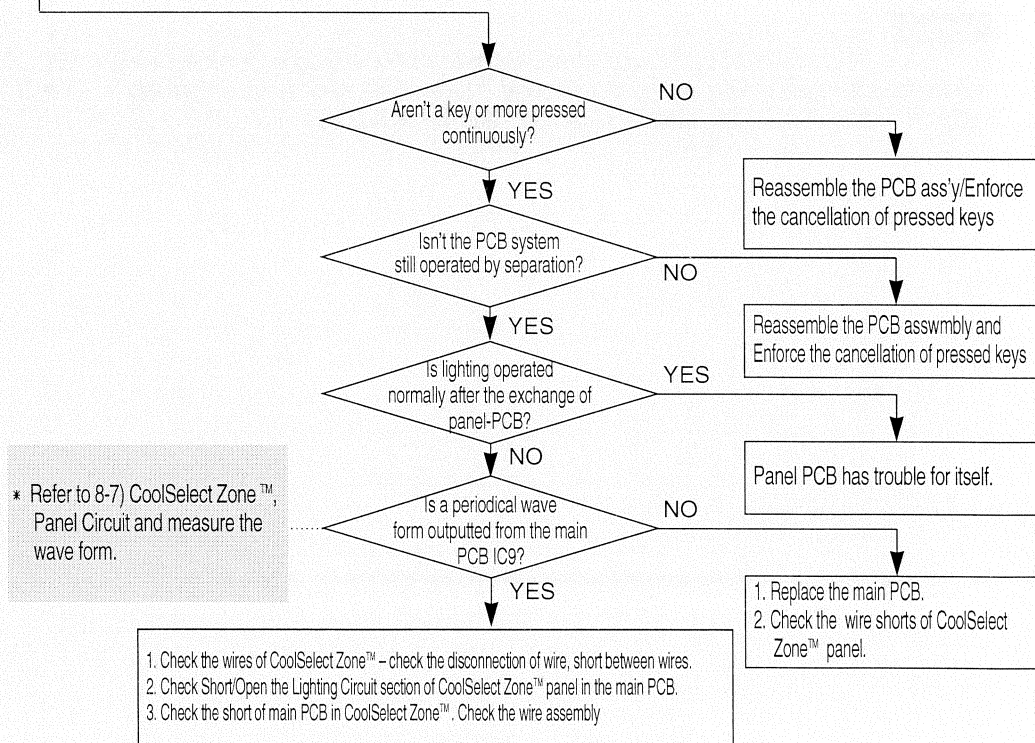 Aren't a key or more pressed
continuously?
NO
Reassemble the PCB ass'y/Enforce
the cancellation of pressed keys
YES
Isn't the PCB system
still operated by separation?
NO
Reassemble the PCB asswmbly and
Enforce the cancellation of pressed keys
YES
Is lighting operated
normally after the exchange of
panel-PCB?
YES
Panel PCB has trouble for itself.
NO
* Refer to 8-7) CoolSelect Zone™,
Panel Circuit and measure the
wave form.
Is a periodical wave
form outputted from the main
PCB IC9?
NO
1. Replace the main PCB.
2. Check the wire shorts of CoolSelect
Zone™ panel.
YES
1. Check the wires of CoolSelect Zone™ – check the disconnection of wire, short between wires.
2. Check Short/Open the Lighting Circuit section of CoolSelect Zone™ panel in the main PCB.
3. Check the short of main PCB in CoolSelect Zone™. Check the wire assembly